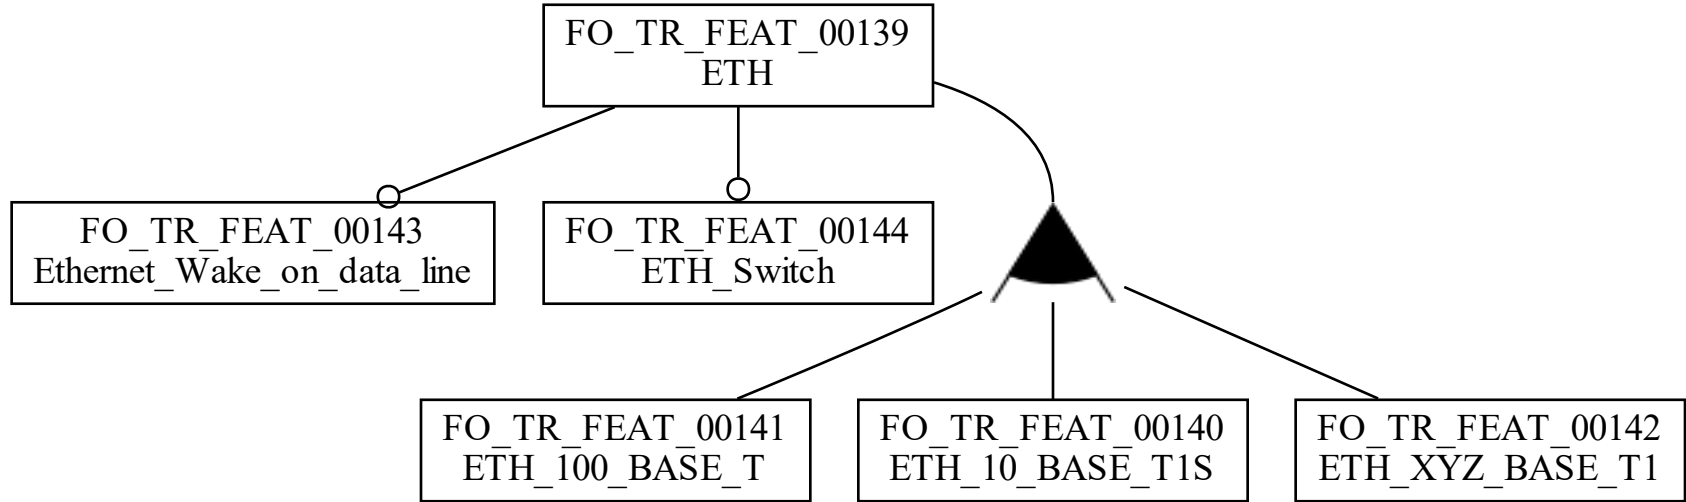 FO_TR_FEAT_00139
ETH
FO_TR_FEAT_00143
Ethernet_Wake_on_data_line
FO_TR_FEAT_00144
ETH_Switch
FO_TR_FEAT_00141
ETH_100_BASE_T
FO_TR_FEAT_00140
ETH_10_BASE_T1S
FO_TR_FEAT_00142
ETH_XYZ_BASE_T1